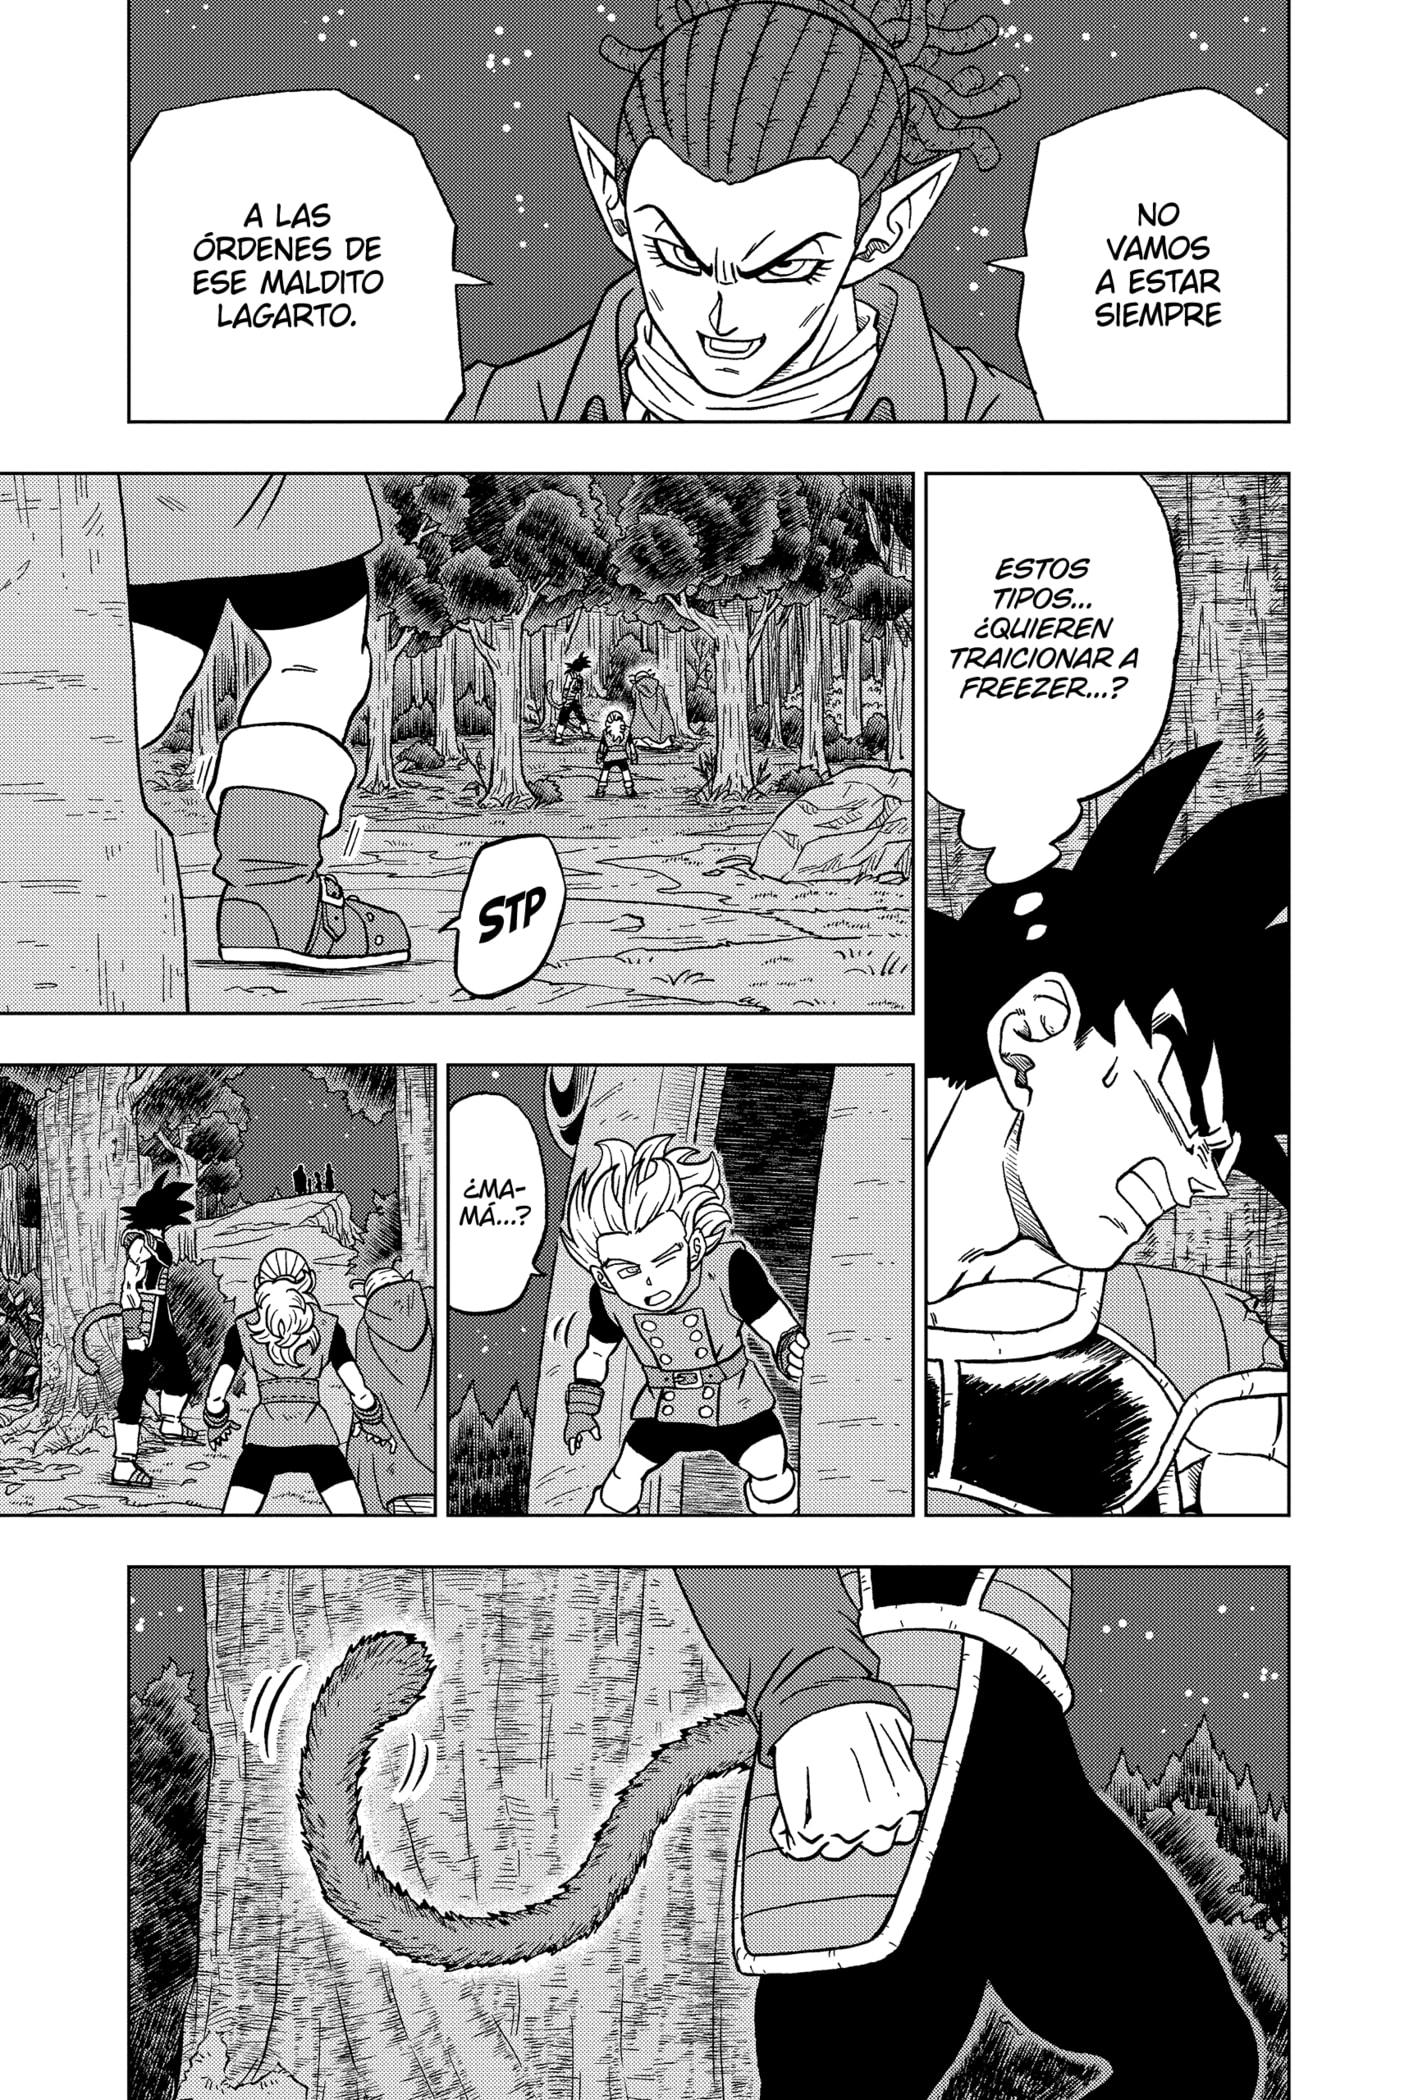 NO
VAMOS
A ESTAR
SIEMPRE
A LAS
ÓRDENES DE
ESE MALDITO
LAGARTO.
ESTOS
TIPOS...
¿QUIEREN
TRAICIONAR A
FREEZER...?
STP
¿MA-
MÁ...?